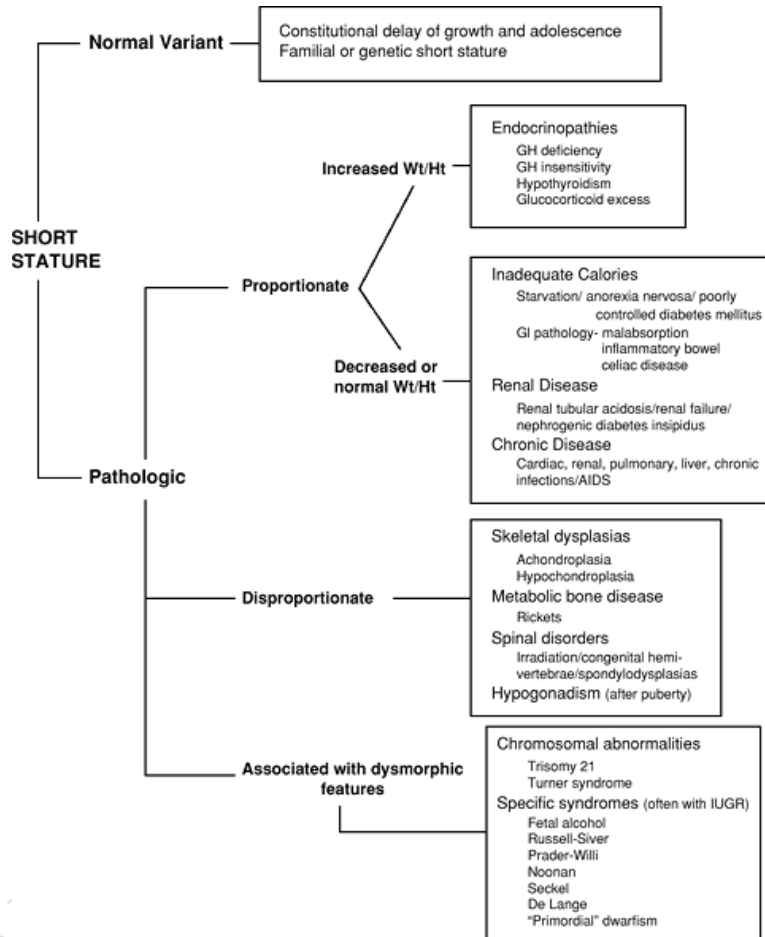 Normal Variant
Constitutional delay of growth and adolescence
Familial or genetic short stature
SHORT
STATURE
Pathologic
Proportionate
Increased Wt/Ht
Endocrinopathies
GH deficiency
GH insensitivity
Hypothyroidism
Glucocorticoid excess
Decreased or
normal Wt/Ht
Inadequate Calories
Starvation/ anorexia nervosa/ poorly
controlled diabetes mellitus
GI pathology- malabsorption
inflammatory bowel
celiac disease
Renal Disease
Renal tubular acidosis/renal failure/
nephrogenic diabetes insipidus
Chronic Disease
Cardiac, renal, pulmonary, liver, chronic
infections/AIDS
Disproportionate
Skeletal dysplasias
Achondroplasia
Hypochondroplasia
Metabolic bone disease
Rickets
Spinal disorders
Irradiation/congenital hemi-
vertebrae/spondylodysplasias
Hypogonadism (after puberty)
Associated with dysmorphic
features
Chromosomal abnormalities
Trisomy 21
Turner syndrome
Specific syndromes (often with IUGR)
Fetal alcohol
Russell-Siver
Prader-Willi
Noonan
Seckel
De Lange
“Primordial” dwarfism